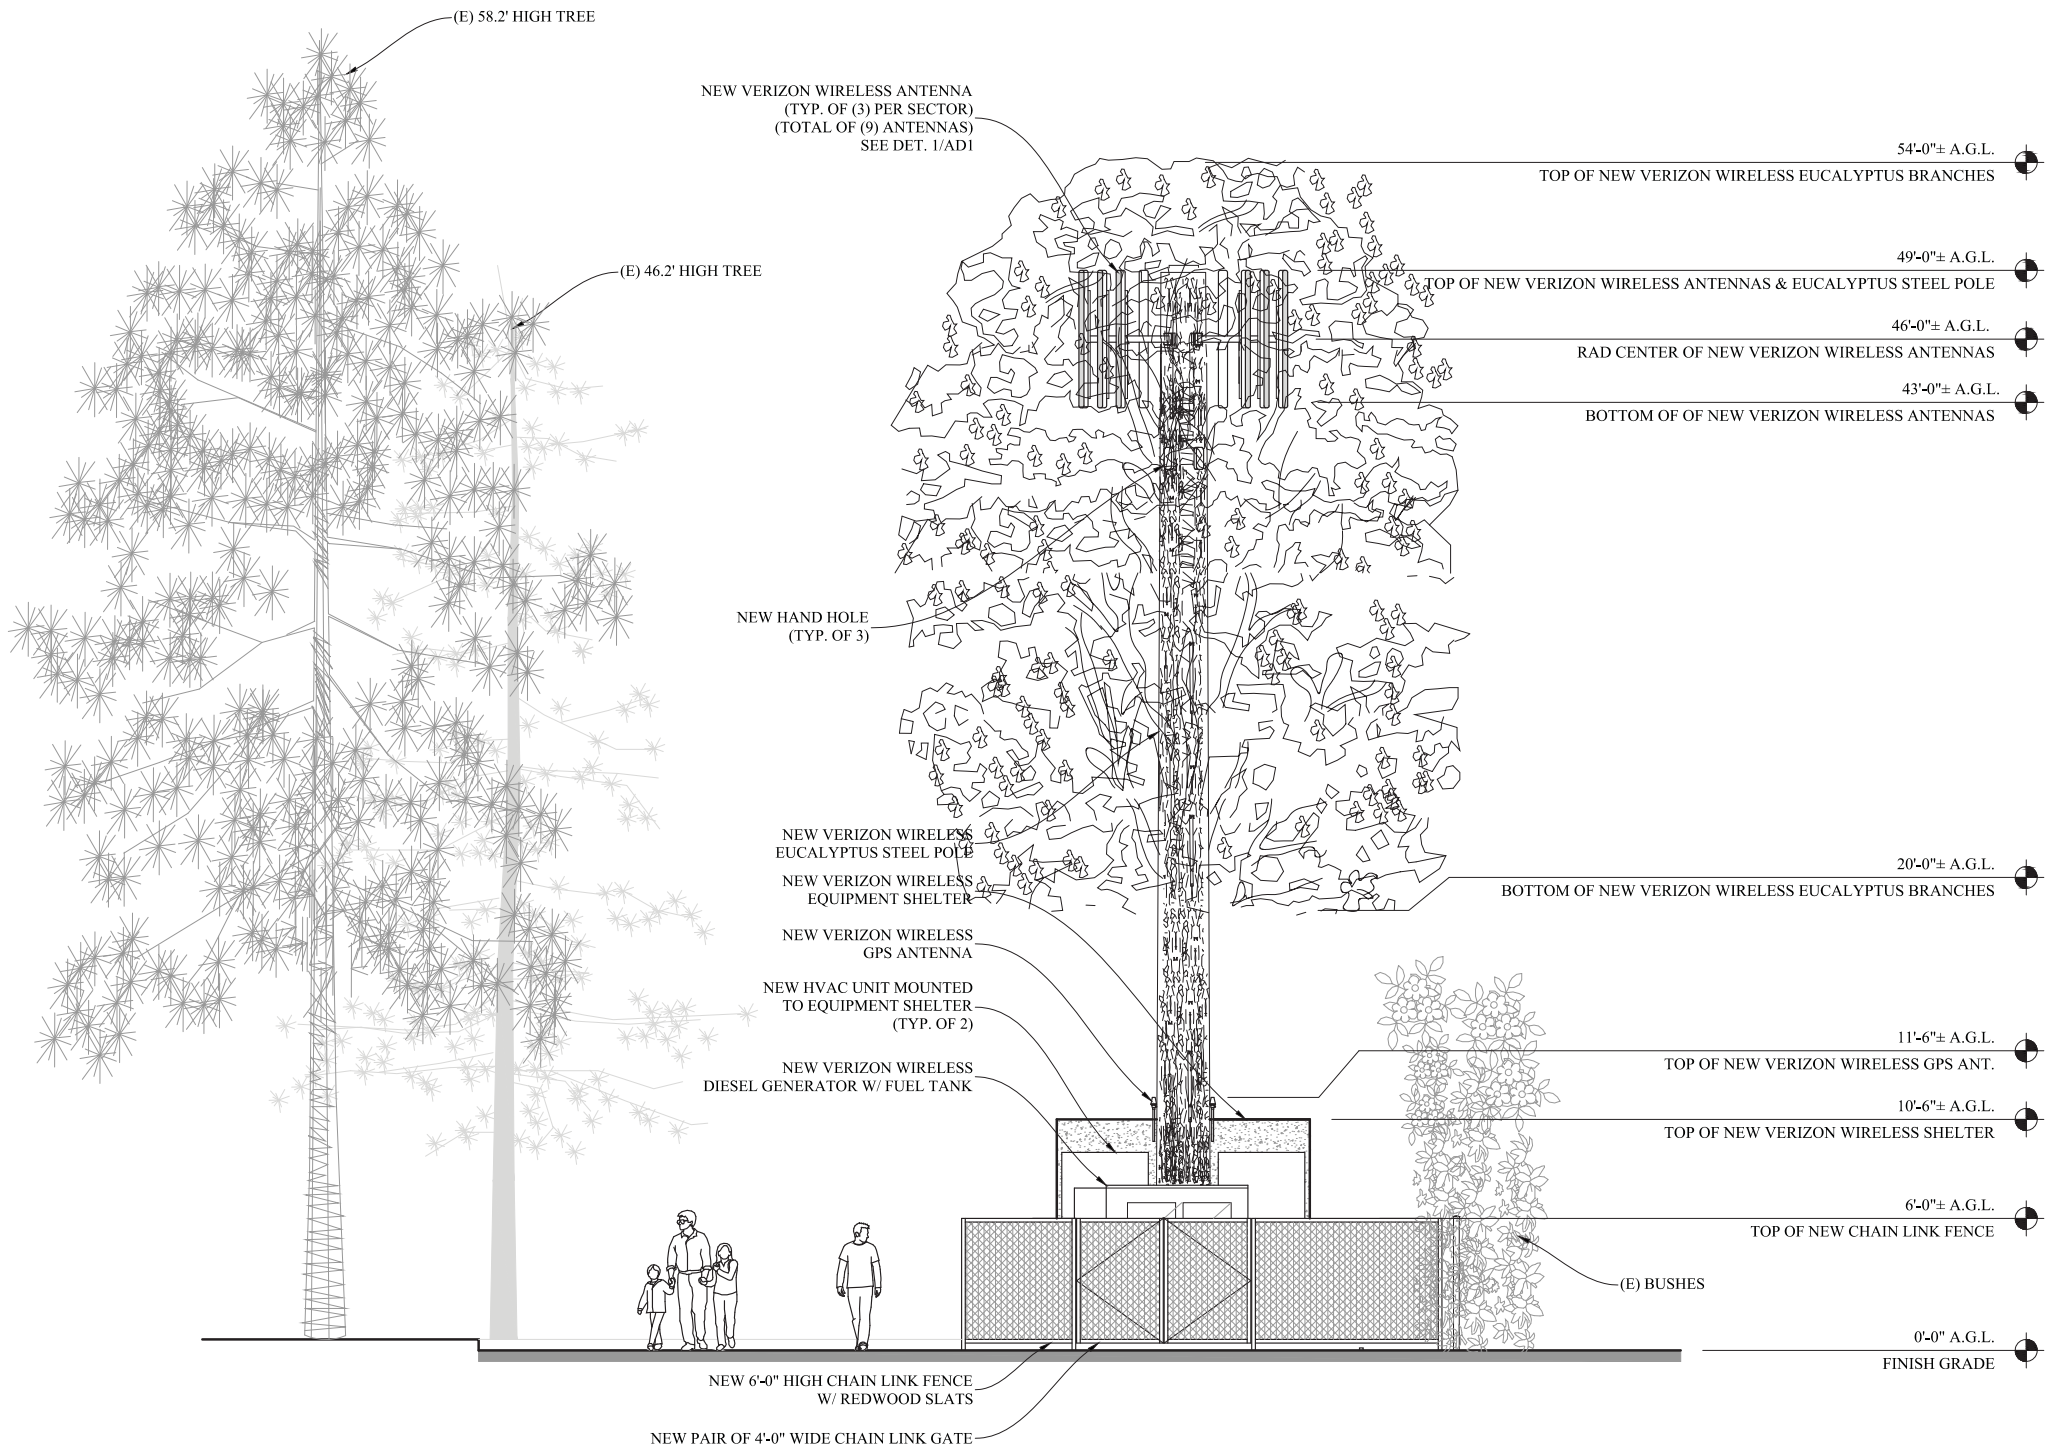 (E) 58.2' HIGH TREE
NEW VERIZON WIRELESS ANTENNA
(TYP. OF (3) PER SECTOR)
(TOTAL OF (9) ANTENNAS)
SEE DET. 1/AD1
54'-0"± A.G.L.
TOP OF NEW VERIZON WIRELESS EUCALYPTUS BRANCHES
(E) 46.2' HIGH TREE
49'-0"± A.G.L.
TOP OF NEW VERIZON WIRELESS ANTENNAS & EUCALYPTUS STEEL POLE
46'-0"± A.G.L.
RAD CENTER OF NEW VERIZON WIRELESS ANTENNAS
43'-0"± A.G.L.
BOTTOM OF OF NEW VERIZON WIRELESS ANTENNAS
NEW HAND HOLE
(TYP. OF 3)
NEW VERIZON WIRELESS
EUCALYPTUS STEEL POLE
NEW VERIZON WIRELESS
EQUIPMENT SHELTER
20'-0"± A.G.L.
BOTTOM OF NEW VERIZON WIRELESS EUCALYPTUS BRANCHES
NEW VERIZON WIRELESS
GPS ANTENNA
NEW HVAC UNIT MOUNTED
TO EQUIPMENT SHELTER
(TYP. OF 2)
11'-6"± A.G.L.
TOP OF NEW VERIZON WIRELESS GPS ANT.
NEW VERIZON WIRELESS
DIESEL GENERATOR W/ FUEL TANK
10'-6"± A.G.L.
TOP OF NEW VERIZON WIRELESS SHELTER
6'-0"± A.G.L.
TOP OF NEW CHAIN LINK FENCE
(E) BUSHES
0'-0" A.G.L.
FINISH GRADE
NEW 6'-0" HIGH CHAIN LINK FENCE
W/ REDWOOD SLATS
NEW PAIR OF 4'-0" WIDE CHAIN LINK GATE